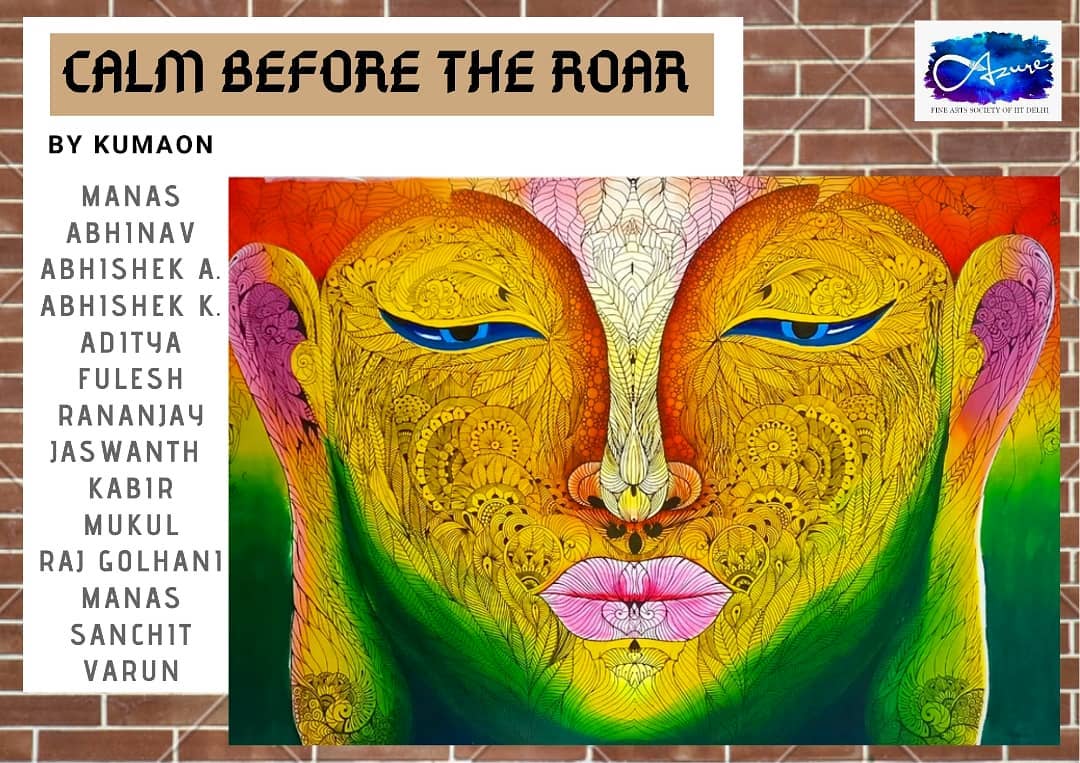 CALM BEFORE THE ROAR
Azure
FINE ARTS SOCIETY OF IIT DELHI
BY KUMAON
MANAS
ABHINAV
ABHISHEK A.
ABHISHEK K.
ADITYA
FULESH
RANANJAY
JASWANTH
KABIR
MUKUL
RAJ GOLHANI
MANAS
SANCHIT
VARUN